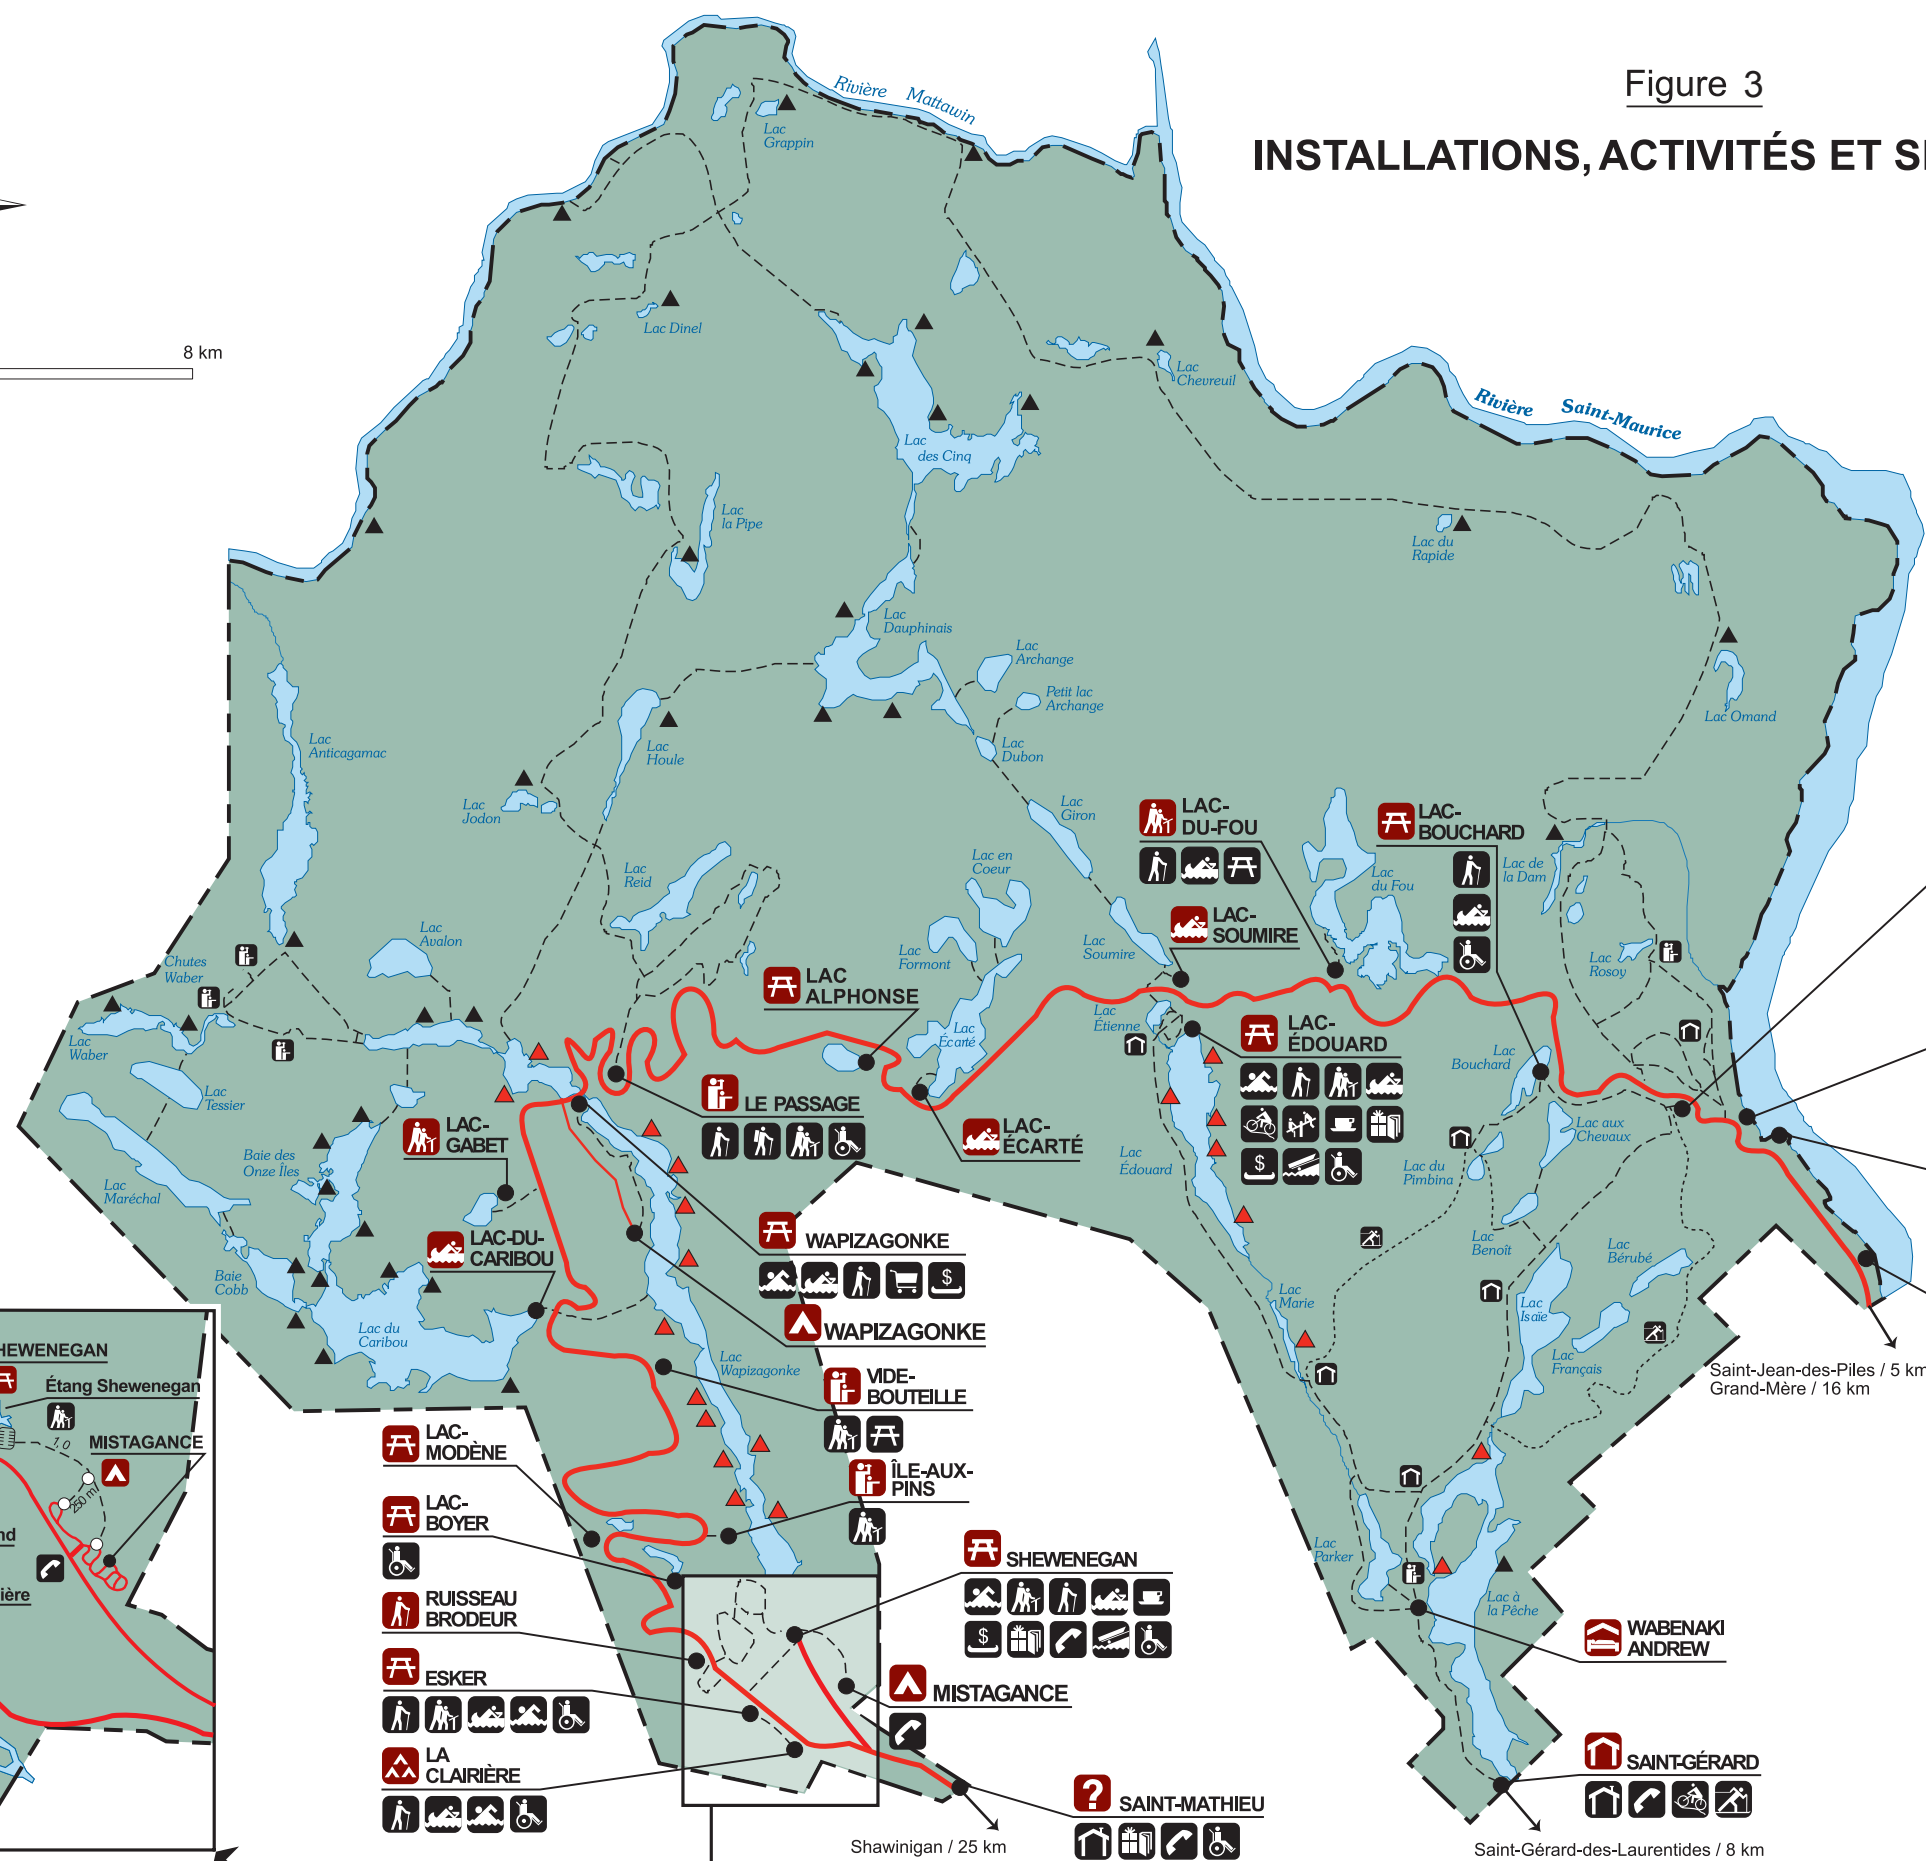 Figure 3
INSTALLATIONS, ACTIVITÉS ET
8 km
Rivière Mattawin
Lac
Grappin
Lac Dinel
Lac
Chevreuil
Rivière Saint-Maurice
Lac
des Cinq
Lac
la Pipe
Lac du
Rapide
Lac
Dauphinais
Lac
Archange
Petit lac
Archange
Lac Omand
Lac
Anticagamac
Lac
Houle
Lac
Dubon
Lac
Jodon
Lac
Giron
LAC-
DU-FOU
LAC-
BOUCHARD
Lac
Reid
Lac en
Coeur
Lac
du Fou
Lac de
la Dam
Lac
Avalon
Lac
Formont
Lac
Soumire
LAC-
SOUMIRE
Lac
Rosoy
Chutes
Waber
LAC
ALPHONSE
Lac
Écarté
Lac
Étienne
LAC-
ÉDOUARD
Lac
Bouchard
Lac
Waber
Lac
Tessier
LE PASSAGE
LAC-
ÉCARTÉ
Lac aux
Chevaux
LAC-
GABET
Baie des
Onze Îles
Lac
Édouard
Lac du
Pimbina
Lac
Maréchal
LAC-DU-
CARIBOU
WAPIZAGONKE
$
$
Lac
Benoît
Lac
Bérubé
Baie
Cobb
Lac
Marie
Lac
Isaïe
Lac du
Caribou
WAPIZAGONKE
Lac
Wapizagonke
Lac
Français
Saint-Jean-des-Piles / 5 km
Grand-Mère / 16 km
VIDE-
BOUTEILLE
HEWENEGAN
Étang Shewenegan
1,0
MISTAGANCE
250 m
nd
ière
LAC-
MODÈNE
ÎLE-AUX-
PINS
LAC-
BOYER
SHEWENEGAN
$
Lac
Parker
Lac à
la Pêche
RUISSEAU
BRODEUR
WABENAKI
ANDREW
ESKER
MISTAGANCE
LA
CLAIRIÈRE
SAINT-GÉRARD
?
SAINT-MATHIEU
Shawinigan / 25 km
Saint-Gérard-des-Laurentides / 8 km